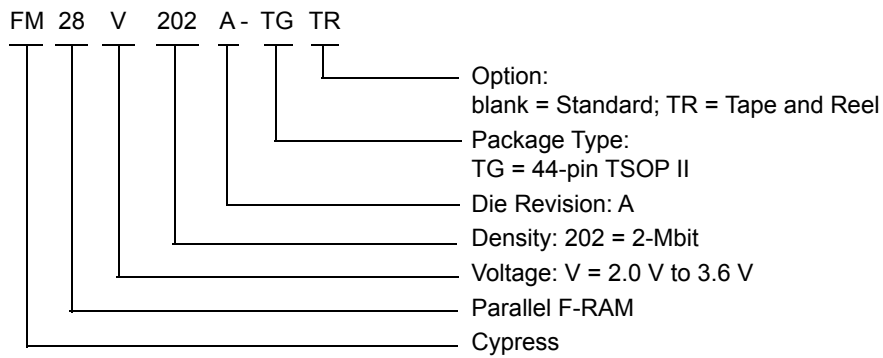 FM 28 V 202 A - TG TR
Option:
blank = Standard; TR = Tape and Reel
Package Type:
TG = 44-pin TSOP II
Die Revision: A
Density: 202 = 2-Mbit
Voltage: V = 2.0 V to 3.6 V
Parallel F-RAM
Cypress